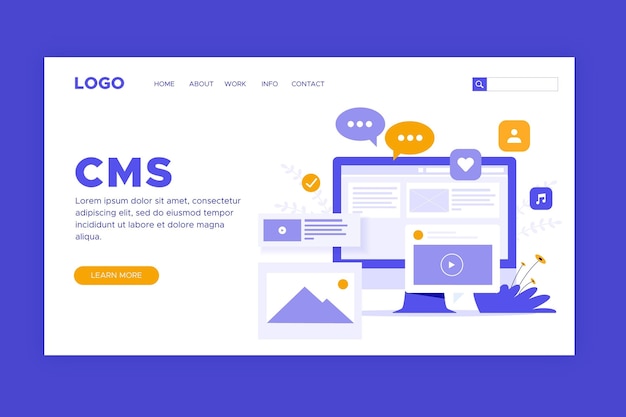 LOGO
HOME ABOUT WORK INFO CONTACT
CMS
Lorem ipsum dolor sit amet, consectetur
adipiscing elit, sed do eiusmod tempor
incididunt ut labore et dolore magna
aliqua.
LEARN MORE